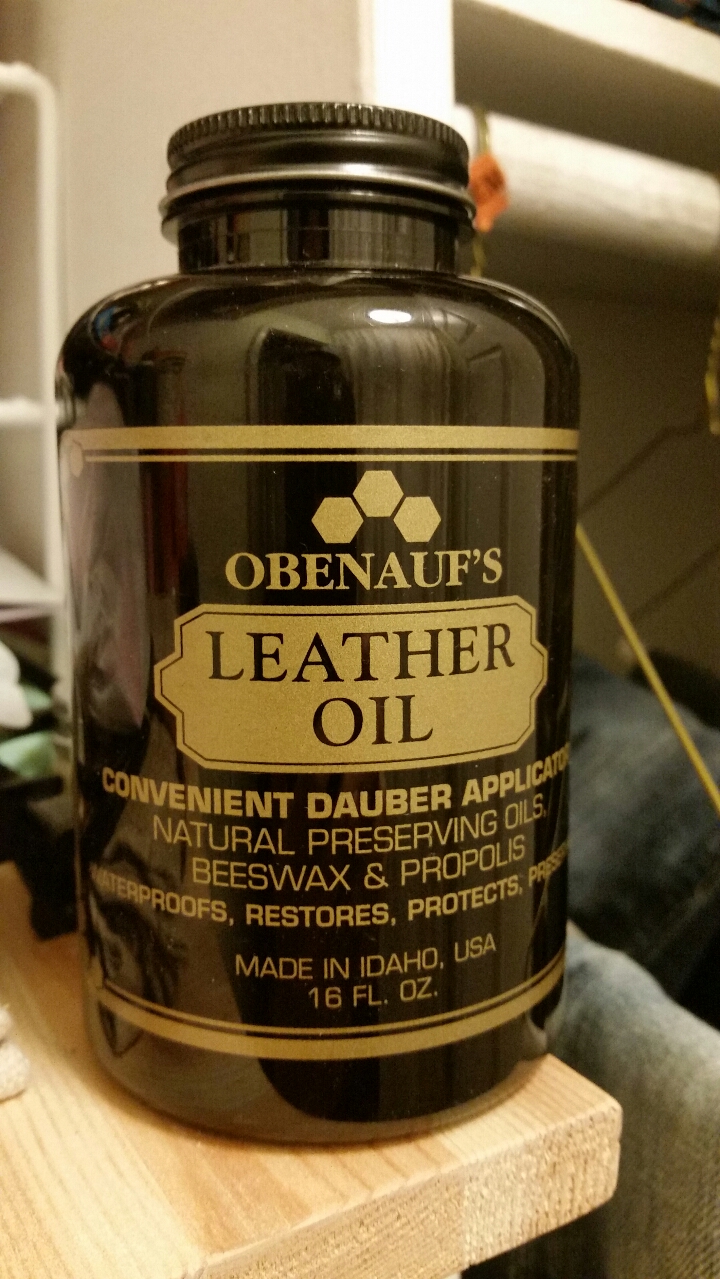 OBENAUF'S
LEATHER
OIL
CONVENIENT DAUBER APPLICATOR
NATURAL PRESERVING OILS,
BEESWAX & PROPOLIS
WATERPROOFS, RESTORES, PROTECTS,
MADE IN IDAHO, USA
16 FL. OZ.